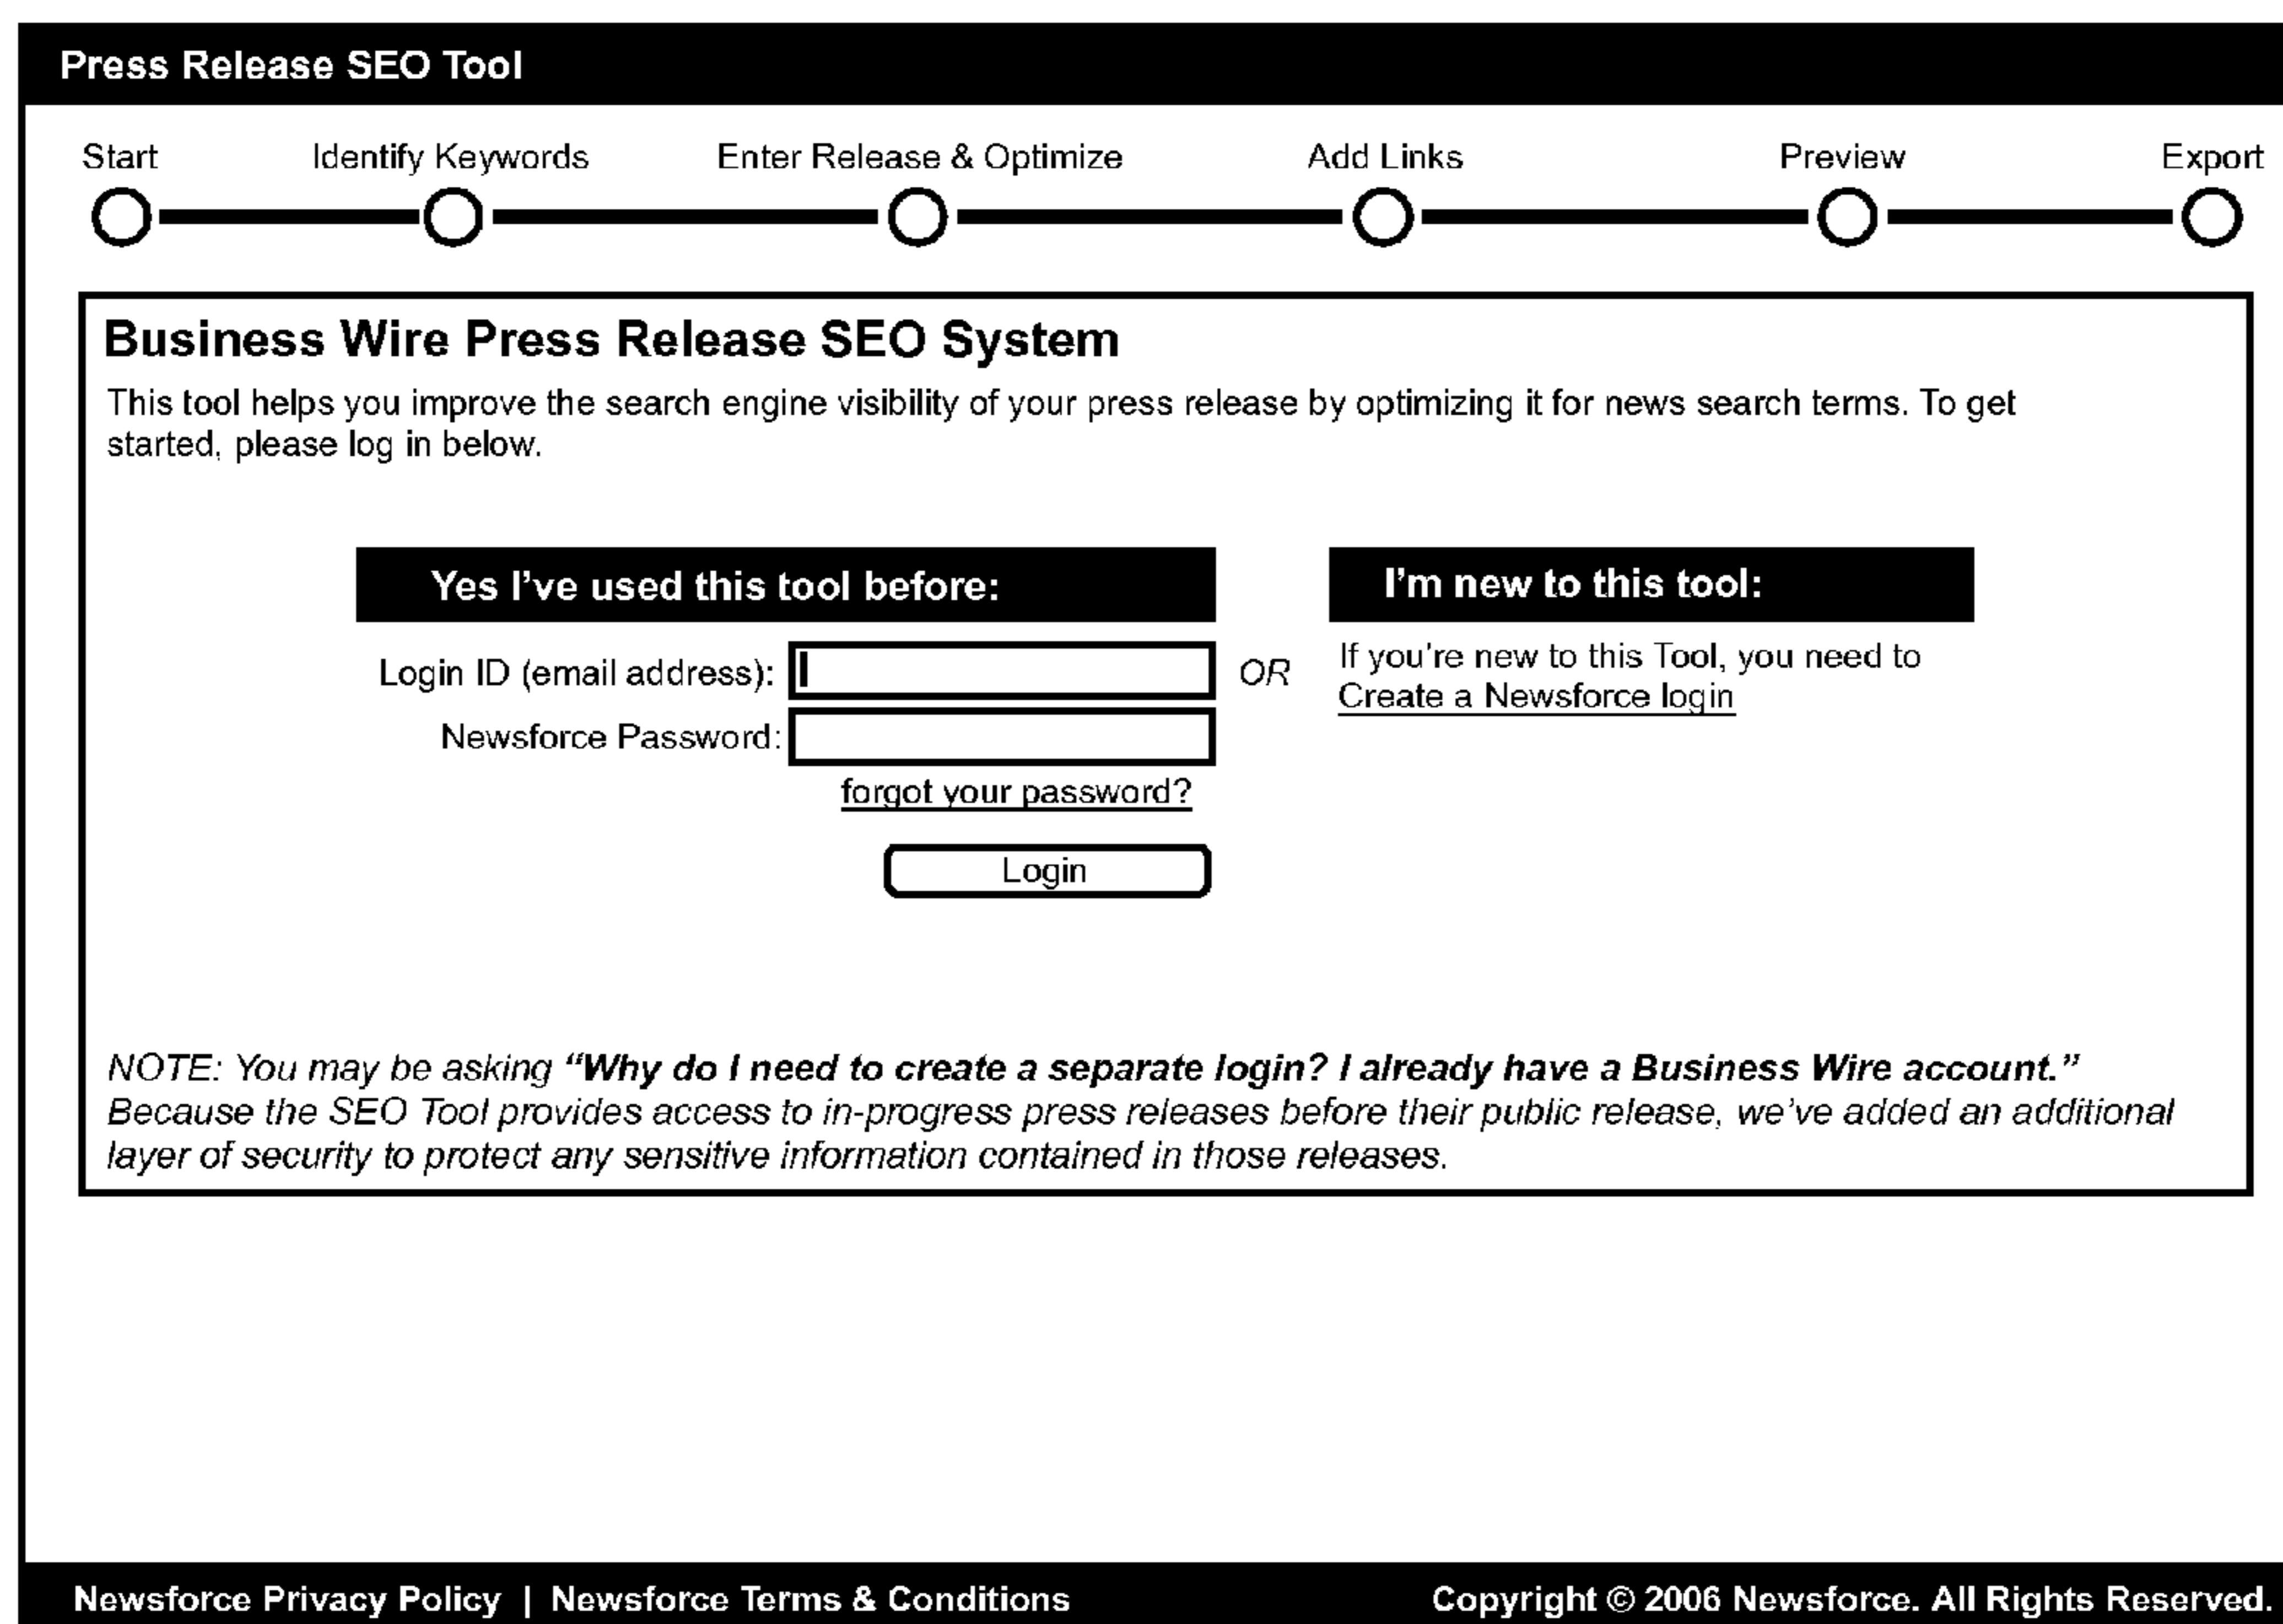 Press Release SEO Tool
Start Identify Keywords Enter Release & Optimize Add Links Preview Export
Business Wire Press Release SEO System
This tool helps you improve the search engine visibility of your press release by optimizing it for news search terms. To get
started, please log in below.
Yes I’ve used this tool before:
Login ID (email address):
Newsforce Password:
forgot your password?
Login
OR
I’m new to this tool:
If you're new to this Tool, you need to
Create a Newsforce login
NOTE: You may be asking “Why do I need to create a separate login? I already have a Business Wire account.”
Because the SEO Tool provides access to in-progress press releases before their public release, we’ve added an additional
layer of security to protect any sensitive information contained in those releases.
Newsforce Privacy Policy | Newsforce Terms & Conditions
Copyright © 2006 Newsforce. All Rights Reserved.